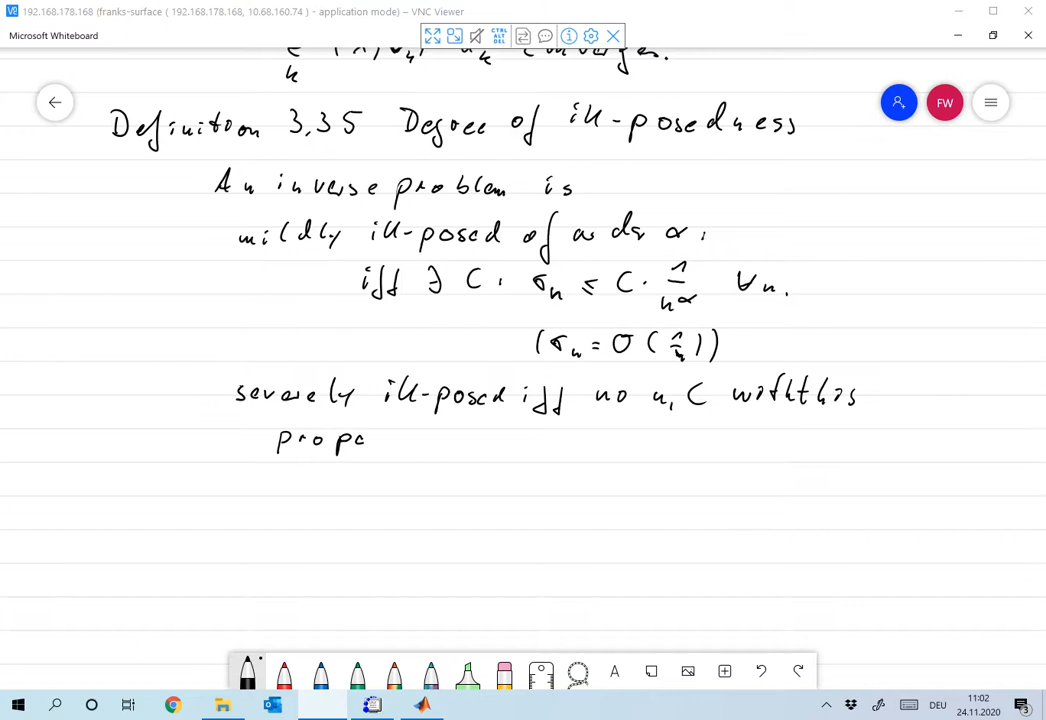 192.168.178.168 (franks-surface ( 192.168.178.168, 10.68.160.74 ) - application mode) – VNC Viewer
Microsoft Whiteboard
FW
Definition 3.35 Degree of ill-posedness
An inverse problem is
mildly ill-posed of order α:
iff ∃ C: σₙ ≤ C · 1/n^α ∀n.
(σₙ = O(1/n))
severely ill-posed iff no n, C with this
prope
DEU
11:02
24.11.2020
3